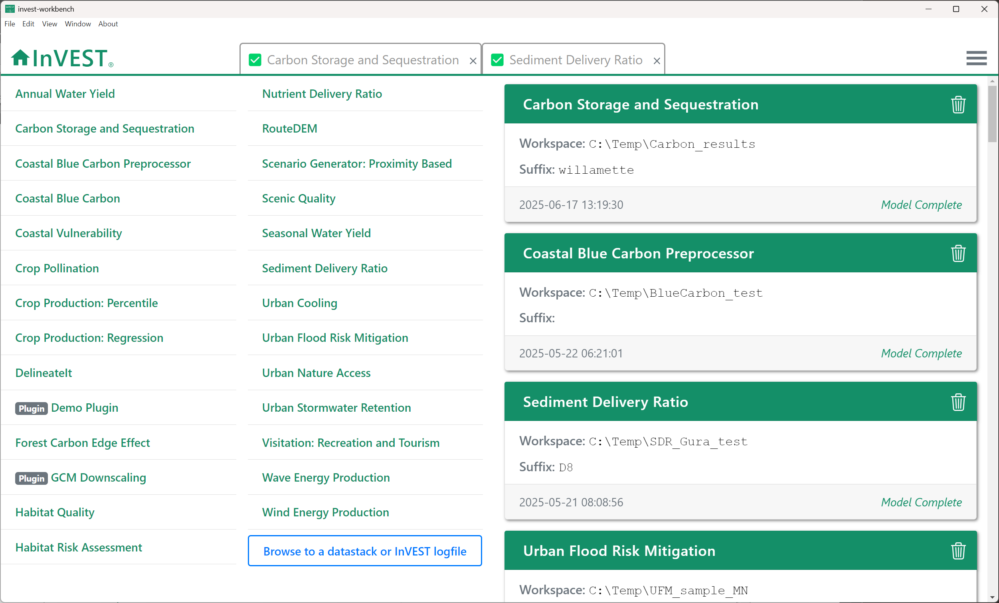 invest-workbench
File Edit View Window About
InVEST®
Carbon Storage and Sequestration
Sediment Delivery Ratio
Annual Water Yield
Carbon Storage and Sequestration
Coastal Blue Carbon Preprocessor
Coastal Blue Carbon
Coastal Vulnerability
Crop Pollination
Crop Production: Percentile
Crop Production: Regression
DelineateIt
Plugin Demo Plugin
Forest Carbon Edge Effect
Plugin GCM Downscaling
Habitat Quality
Habitat Risk Assessment
Nutrient Delivery Ratio
RouteDEM
Scenario Generator: Proximity Based
Scenic Quality
Seasonal Water Yield
Sediment Delivery Ratio
Urban Cooling
Urban Flood Risk Mitigation
Urban Nature Access
Urban Stormwater Retention
Visitation: Recreation and Tourism
Wave Energy Production
Wind Energy Production
Browse to a datastack or InVEST logfile
Carbon Storage and Sequestration
Workspace: C:\Temp\Carbon_results
Suffix: willamette
2025-06-17 13:19:30 Model Complete
Coastal Blue Carbon Preprocessor
Workspace: C:\Temp\BlueCarbon_test
Suffix:
2025-05-22 06:21:01 Model Complete
Sediment Delivery Ratio
Workspace: C:\Temp\SDR_Gura_test
Suffix: D8
2025-05-21 08:08:56 Model Complete
Urban Flood Risk Mitigation
Workspace: C:\Temp\UFM_sample_MN